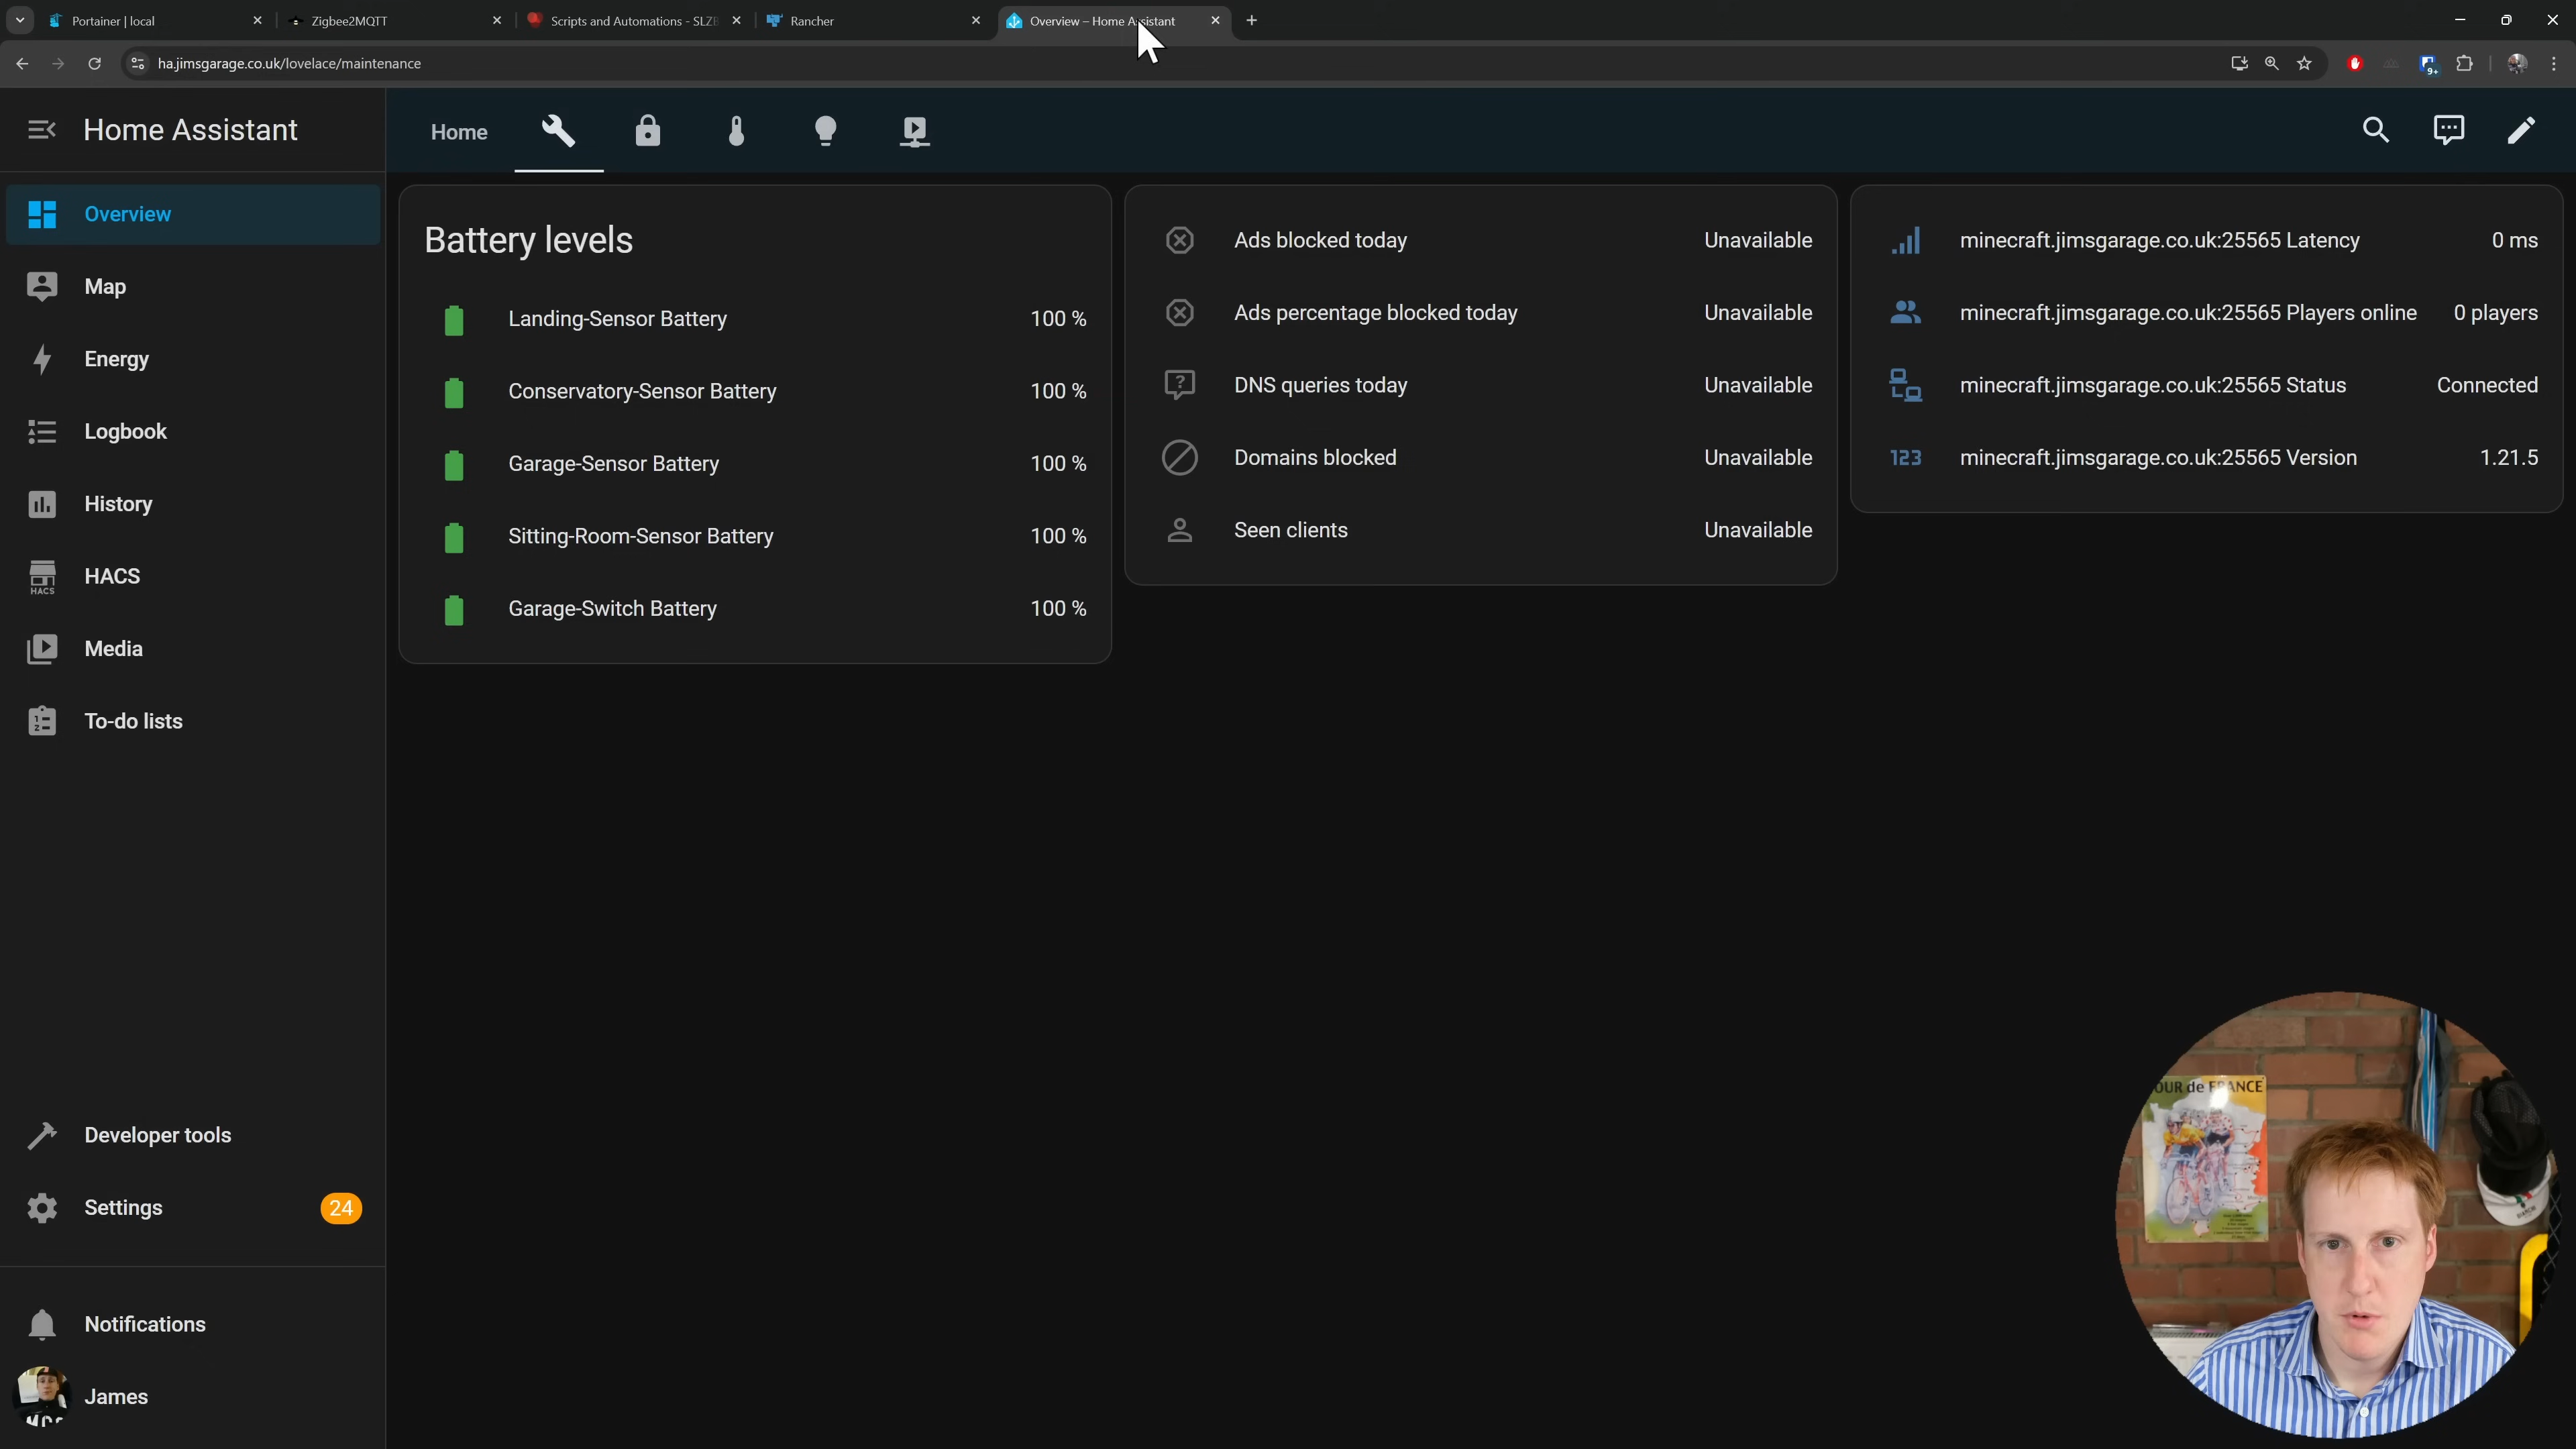 Portainer | local
Zigbee2MQTT
Scripts and Automations - SLZB
Rancher
Overview – Home Assistant
ha.jimsgarage.co.uk/lovelace/maintenance
9+
Home Assistant
Home
Overview
Map
Energy
Logbook
History
HACS
HACS
Media
To-do lists
Developer tools
Settings
24
Notifications
James
Battery levels
Landing-Sensor Battery 100 %
Conservatory-Sensor Battery 100 %
Garage-Sensor Battery 100 %
Sitting-Room-Sensor Battery 100 %
Garage-Switch Battery 100 %
Ads blocked today Unavailable
Ads percentage blocked today Unavailable
DNS queries today Unavailable
Domains blocked Unavailable
Seen clients Unavailable
minecraft.jimsgarage.co.uk:25565 Latency 0 ms
minecraft.jimsgarage.co.uk:25565 Players online 0 players
minecraft.jimsgarage.co.uk:25565 Status Connected
123 minecraft.jimsgarage.co.uk:25565 Version 1.21.5
OUR de FRANCE